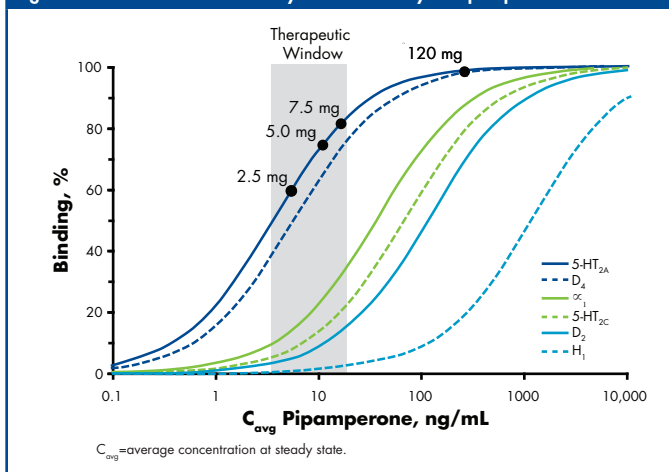 Therapeutic
Window
120 mg
7.5 mg
5.0 mg
2.5 mg
Binding, %
100
80
60
40
20
0
5-HT2A
D4
∝1
5-HT2C
D2
H1
0.1
1
10
100
1000
10,000
Cavg Pipamperone, ng/mL
Cavg=average concentration at steady state.